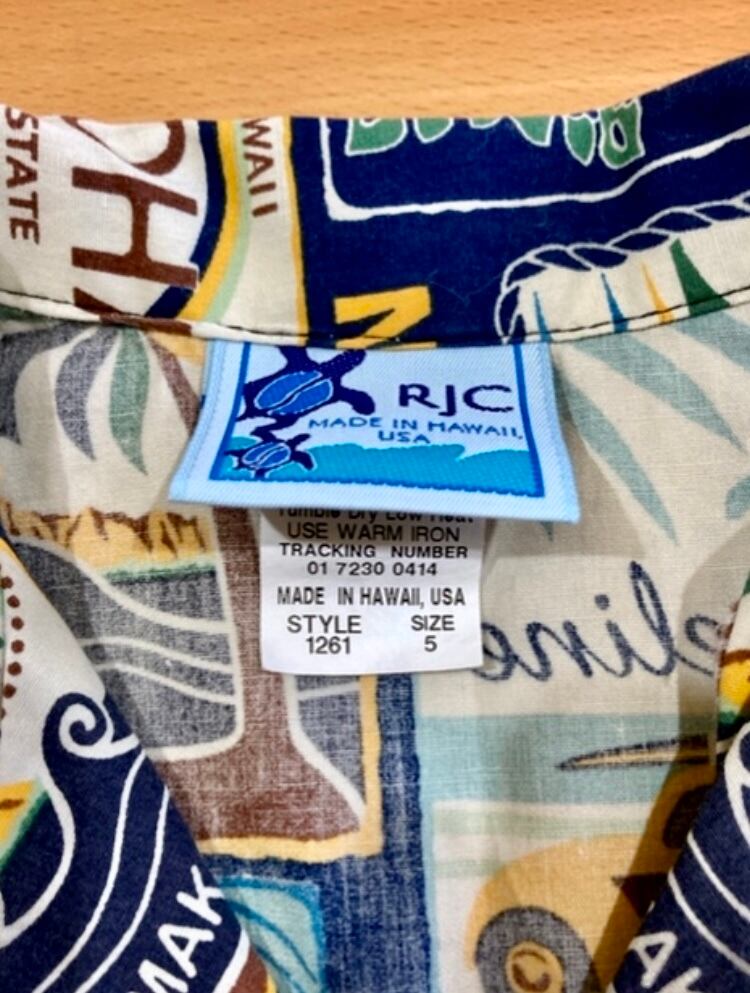 STATE
WAII
RJC
MADE IN HAWAII,
USA
Tumble Dry Low Heat
USE WARM IRON
TRACKING NUMBER
01 7230 0414
MADE IN HAWAII, USA
STYLE SIZE
1261 5